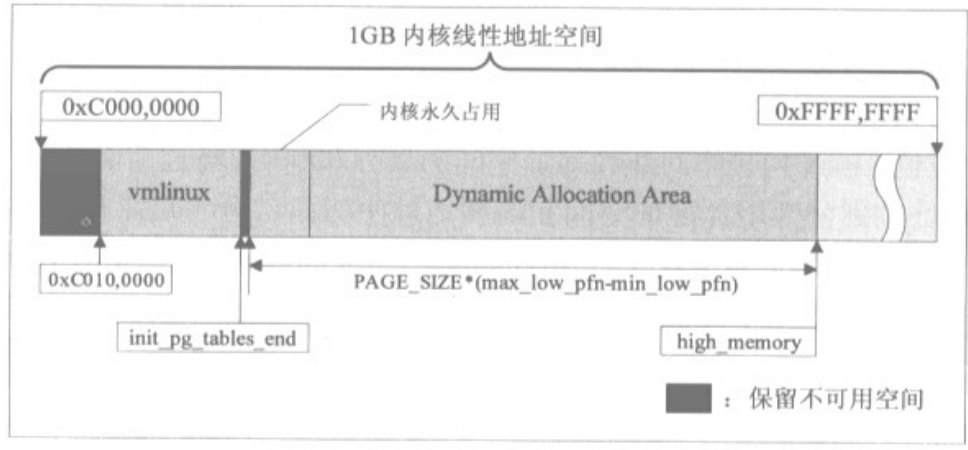 1GB 内核线性地址空间
0xC000,0000
内核永久占用
0xFFFF,FFFF
vmlinux
Dynamic Allocation Area
0xC010,0000
PAGE_SIZE*(max_low_pfn-min_low_pfn)
init_pg_tables_end
high_memory
：保留不可用空间